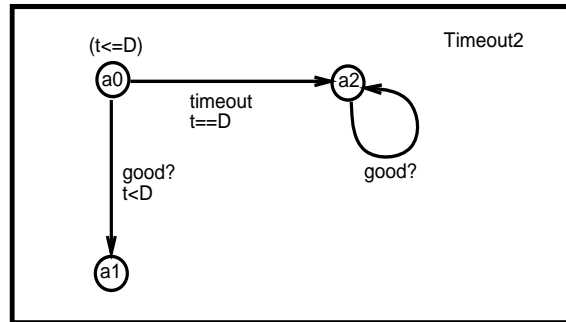 Timeout2
(t<=D)
a0
a2
timeout
t==D
good?
good?
t<D
a1